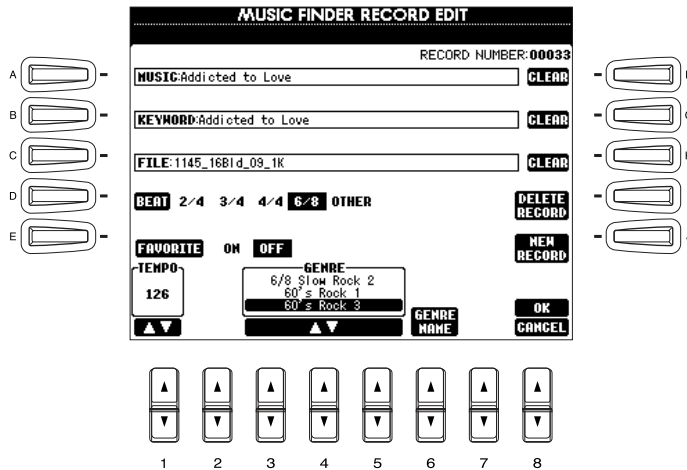 MUSIC FINDER RECORD EDIT
RECORD NUMBER:00033
A
MUSIC:Addicted to Love
CLEAR
B
KEYWORD:Addicted to Love
CLEAR
C
FILE:1145_16Bld_09_1K
CLEAR
D
BEAT 2/4 3/4 4/4 6/8 OTHER
DELETE
RECORD
E
FAVORITE ON OFF
NEW
RECORD
TEMPO
126
GENRE
6/8 Slow Rock 2
60's Rock 1
60's Rock 3
GENRE
NAME
OK
CANCEL
1 2 3 4 5 6 7 8